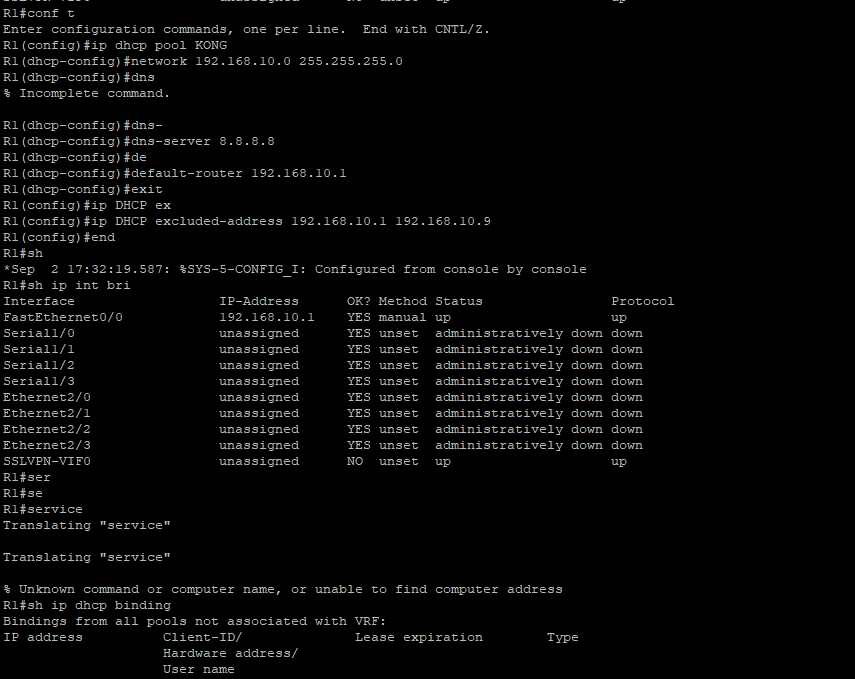 R1#conf t
Enter configuration commands, one per line.  End with CNTL/Z.
R1(config)#ip dhcp pool KONG
R1(dhcp-config)#network 192.168.10.0 255.255.255.0
R1(dhcp-config)#dns
% Incomplete command.
R1(dhcp-config)#dns-
R1(dhcp-config)#dns-server 8.8.8.8
R1(dhcp-config)#de
R1(dhcp-config)#default-router 192.168.10.1
R1(dhcp-config)#exit
R1(config)#ip DHCP ex
R1(config)#ip DHCP excluded-address 192.168.10.1 192.168.10.9
R1(config)#end
R1#sh
*Sep  2 17:32:19.587: %SYS-5-CONFIG_I: Configured from console by console
R1#sh ip int bri
Interface                  IP-Address      OK? Method Status                Protocol
FastEthernet0/0            192.168.10.1    YES manual up                    up
Serial1/0                  unassigned      YES unset  administratively down down
Serial1/1                  unassigned      YES unset  administratively down down
Serial1/2                  unassigned      YES unset  administratively down down
Serial1/3                  unassigned      YES unset  administratively down down
Ethernet2/0                unassigned      YES unset  administratively down down
Ethernet2/1                unassigned      YES unset  administratively down down
Ethernet2/2                unassigned      YES unset  administratively down down
Ethernet2/3                unassigned      YES unset  administratively down down
SSLVPN-VIF0                unassigned      NO  unset  up                    up
R1#ser
R1#se
R1#service
Translating "service"
Translating "service"
% Unknown command or computer name, or unable to find computer address
R1#sh ip dhcp binding
Bindings from all pools not associated with VRF:
IP address          Client-ID/              Lease expiration        Type
                    Hardware address/
                    User name